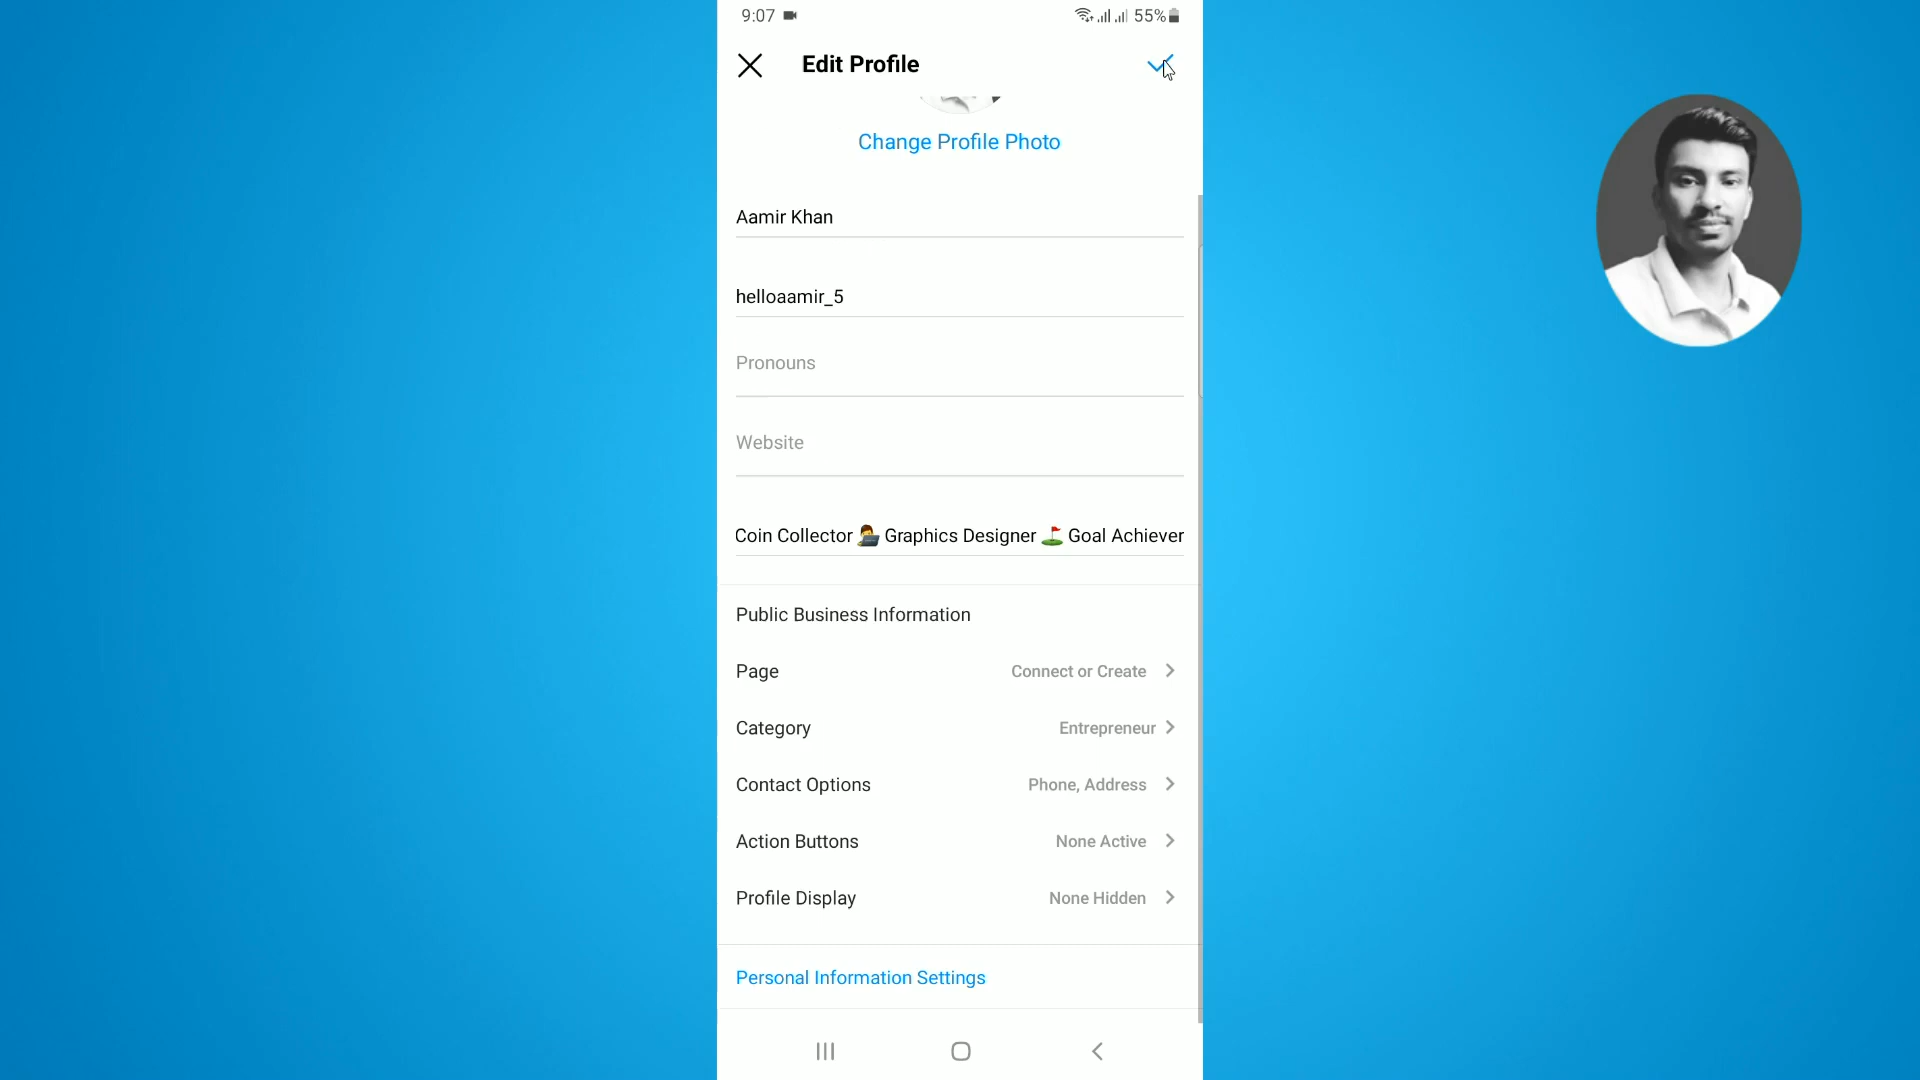 9:07 55%
Edit Profile
Change Profile Photo
Aamir Khan
helloaamir_5
Pronouns
Website
Coin Collector 👨‍💻 Graphics Designer ⛳ Goal Achiever
Public Business Information
Page Connect or Create
Category Entrepreneur
Contact Options Phone, Address
Action Buttons None Active
Profile Display None Hidden
Personal Information Settings